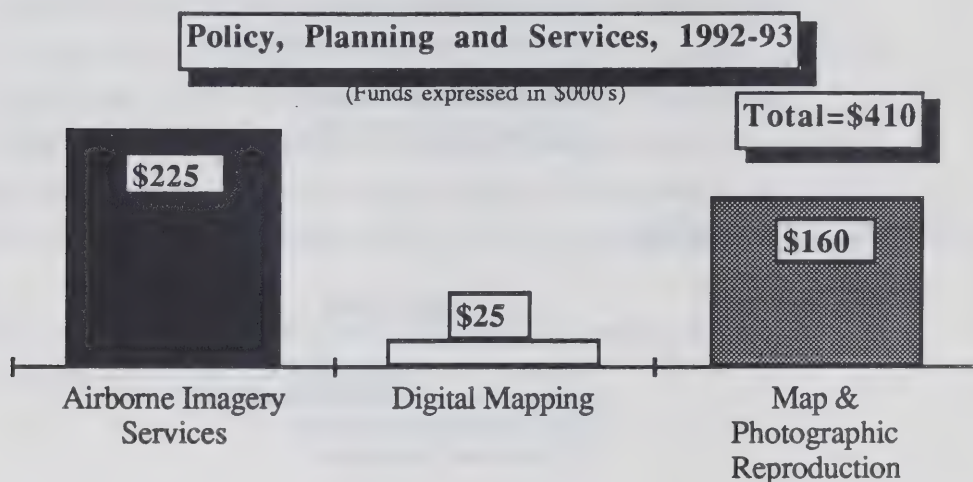 Policy, Planning and Services, 1992-93
(Funds expressed in $000's)
Total=$410
$225
$25
$160
Airborne Imagery
Services
Digital Mapping
Map &
Photographic
Reproduction